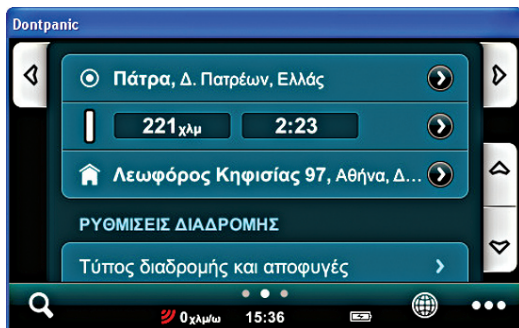 Dontpanic
Πάτρα, Δ. Πατρέων, Ελλάς
221χλμ 2:23
Λεωφόρος Κηφισίας 97, Αθήνα, Δ...
ΡΥΘΜΙΣΕΙΣ ΔΙΑΔΡΟΜΗΣ
Τύπος διαδρομής και αποφυγές
0χλμ/ω 15:36